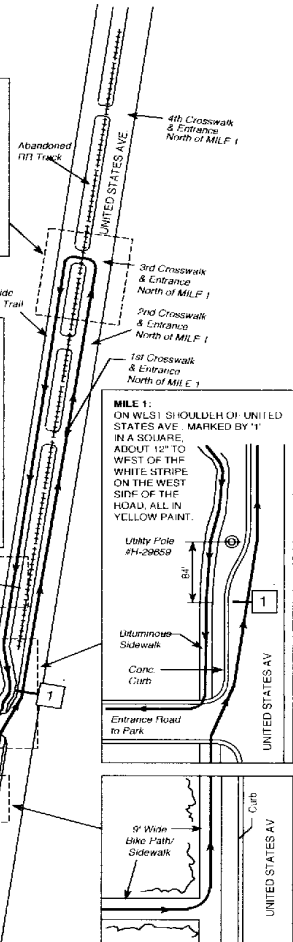 4th Crosswalk
& Entrance
North of MILE 1
Abandoned
RR Track
UNITED STATES AVE
3rd Crosswalk
& Entrance
North of MILE 1
Trail
2nd Crosswalk
& Entrance
North of MILE 1
1st Crosswalk
& Entrance
North of MILE 1
MILE 1:
ON WEST SHOULDER OF UNITED
STATES AVE, MARKED BY '1'
IN A SQUARE,
ABOUT 12" TO
WEST OF THE
WHITE STRIPE
ON THE WEST
SIDE OF THE
ROAD, ALL IN
YELLOW PAINT.
Utility Pole
#H-29659
84'
1
Bituminous
Sidewalk
Conc.
Curb
1
Entrance Road
to Park
UNITED STATES AV
9' Wide
Bike Path/
Sidewalk
Curb
UNITED STATES AV